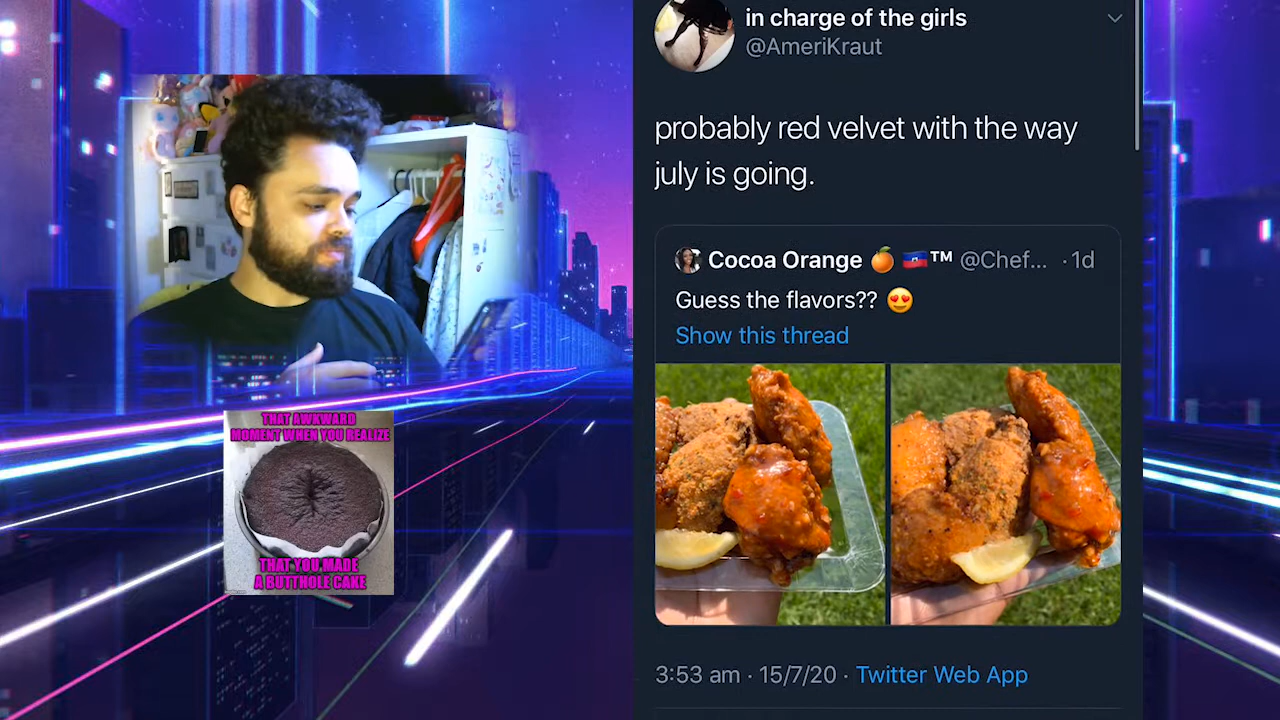 in charge of the girls
@AmeriKraut
probably red velvet with the way
july is going.
Cocoa Orange 🍊 🇭🇹™ @Chef... · 1d
Guess the flavors?? 😍
Show this thread
3:53 am · 15/7/20 · Twitter Web App
THAT AWKWARD
MOMENT WHEN YOU REALIZE
THAT YOU MADE
A BUTTHOLE CAKE